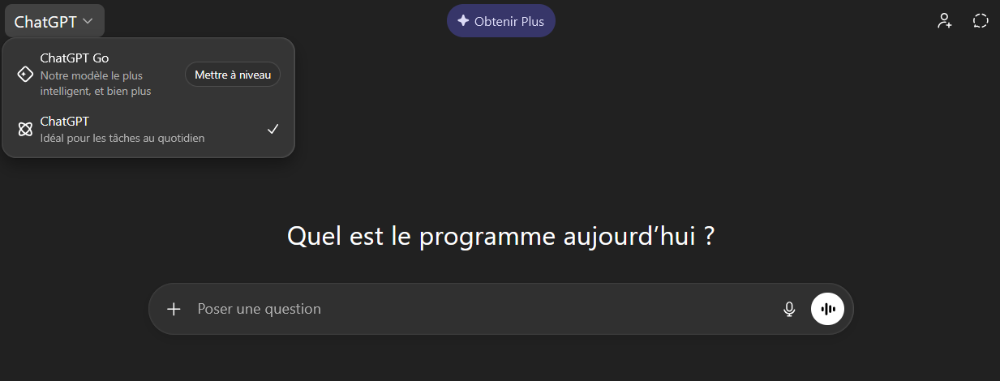 ChatGPT
Obtenir Plus
ChatGPT Go
Notre modèle le plus
intelligent, et bien plus
Mettre à niveau
ChatGPT
Idéal pour les tâches au quotidien
Quel est le programme aujourd’hui ?
Poser une question